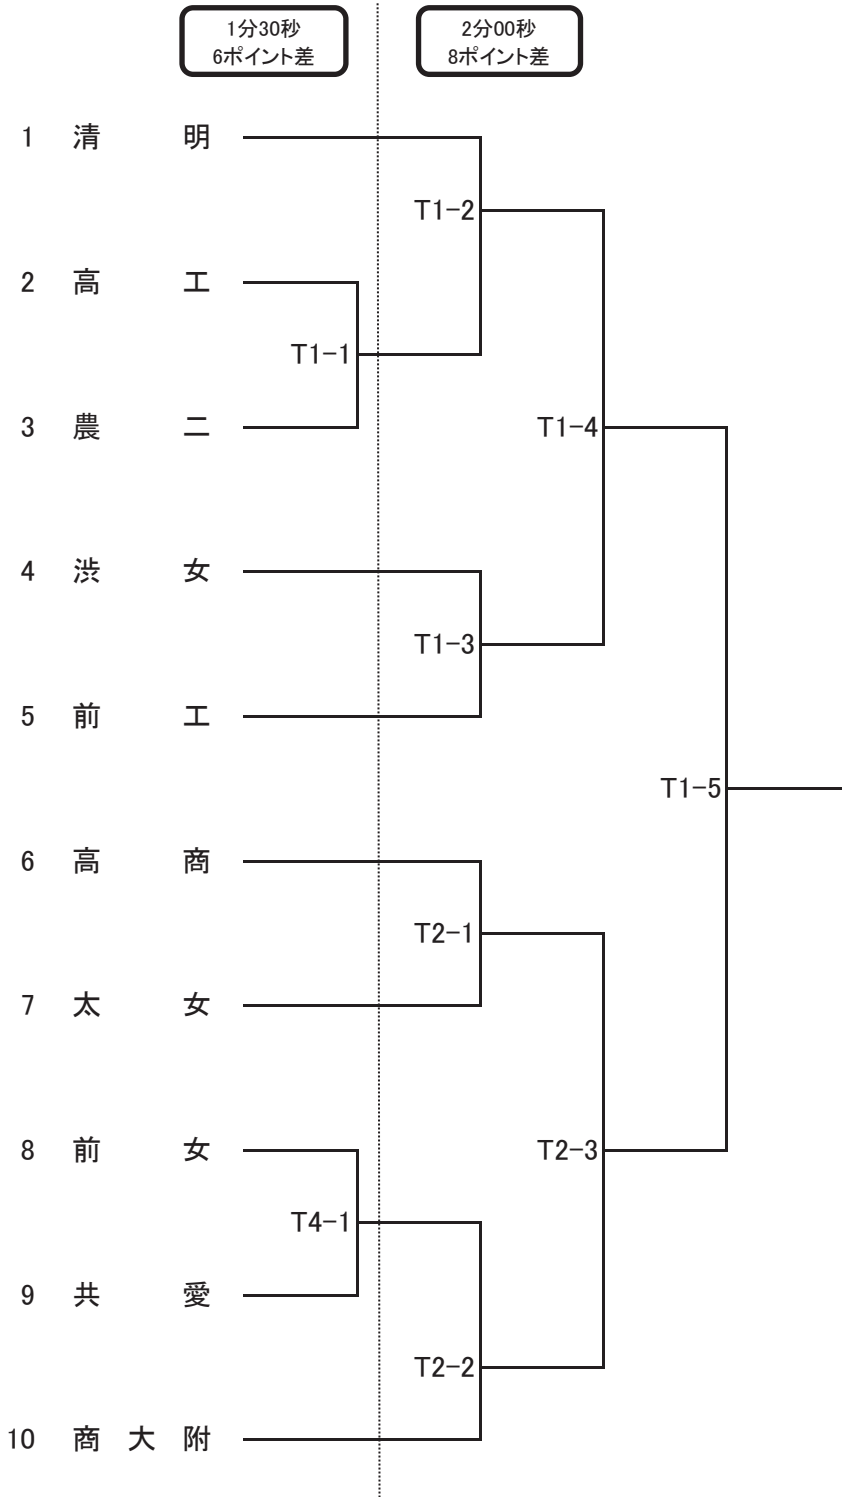 1分30秒
6ポイント差
2分00秒
8ポイント差
1 清 明
T1-2
2 高 工
T1-1
3 農 二
T1-4
4 渋 女
T1-3
5 前 工
T1-5
6 高 商
T2-1
7 太 女
8 前 女
T2-3
T4-1
9 共 愛
T2-2
10 商 大 附